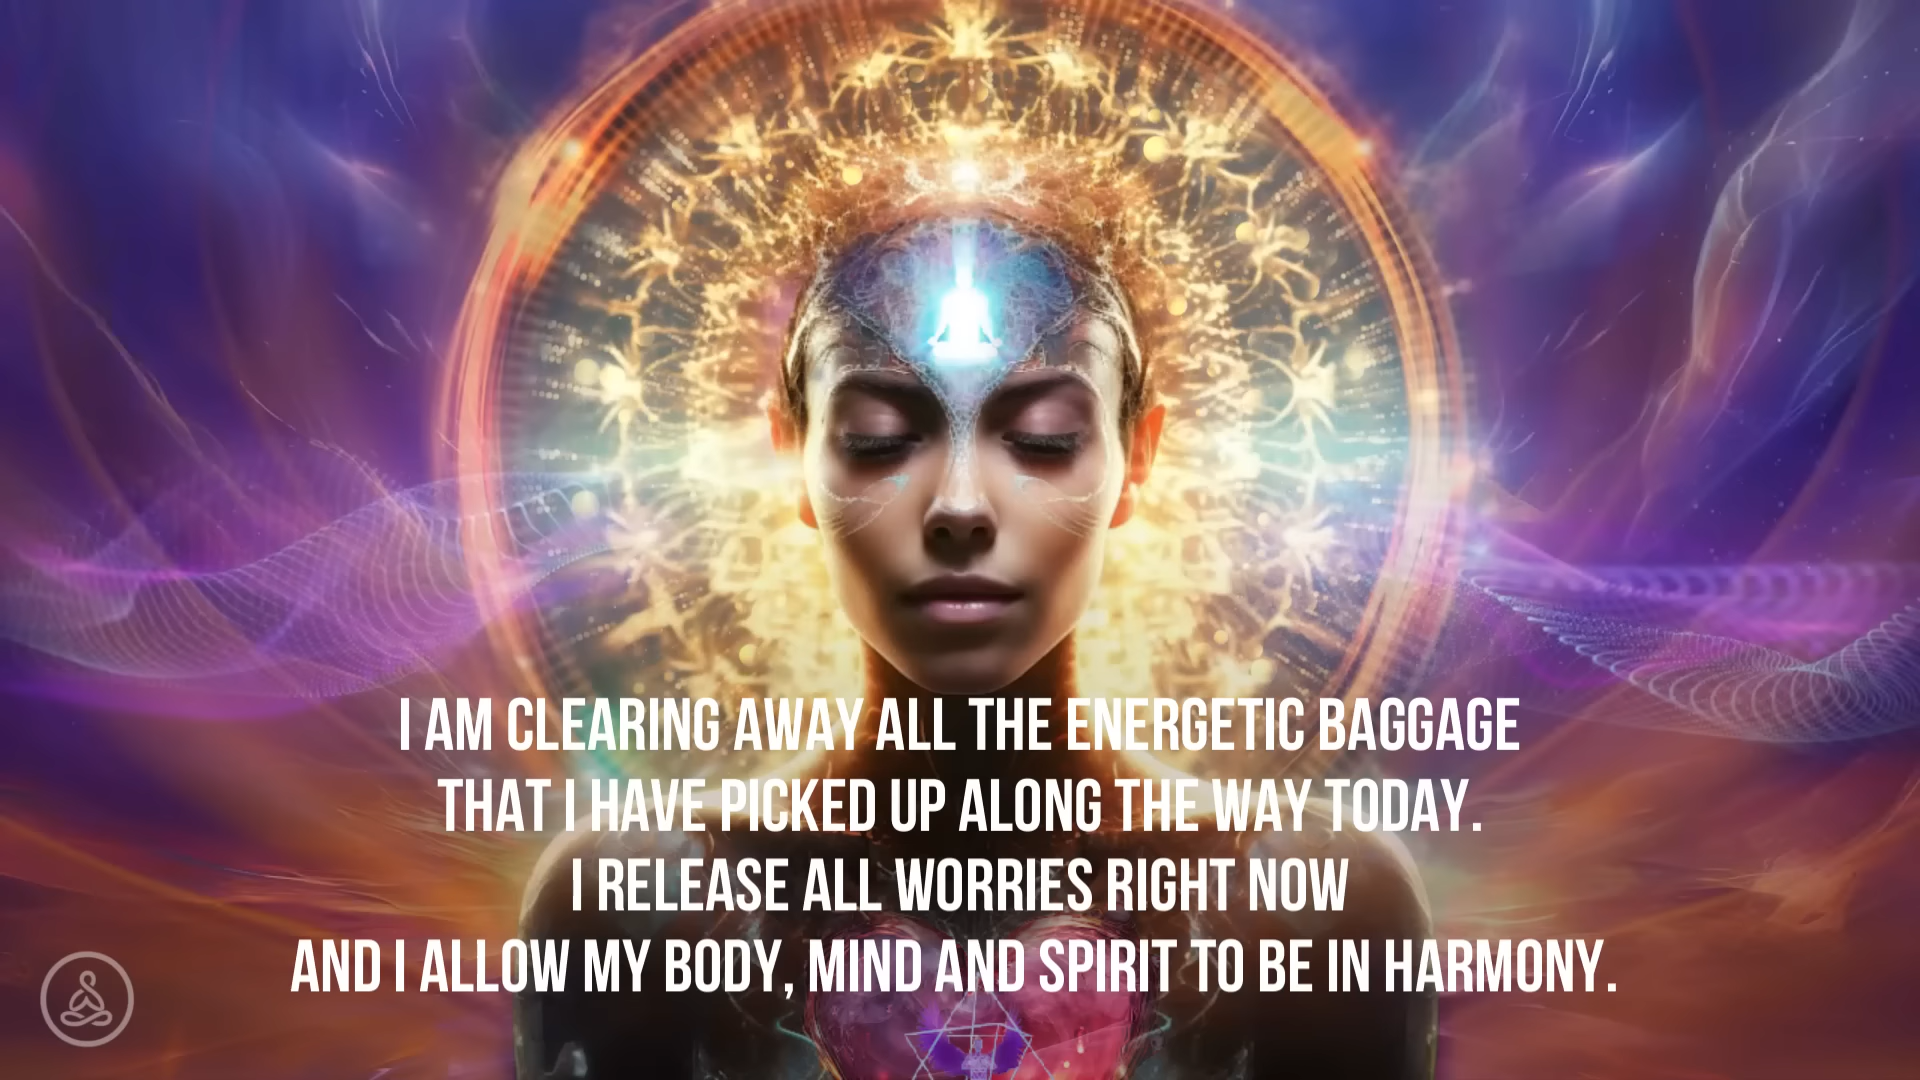 I AM CLEARING AWAY ALL THE ENERGETIC BAGGAGE
THAT I HAVE PICKED UP ALONG THE WAY TODAY.
I RELEASE ALL WORRIES RIGHT NOW
AND I ALLOW MY BODY, MIND AND SPIRIT TO BE IN HARMONY.